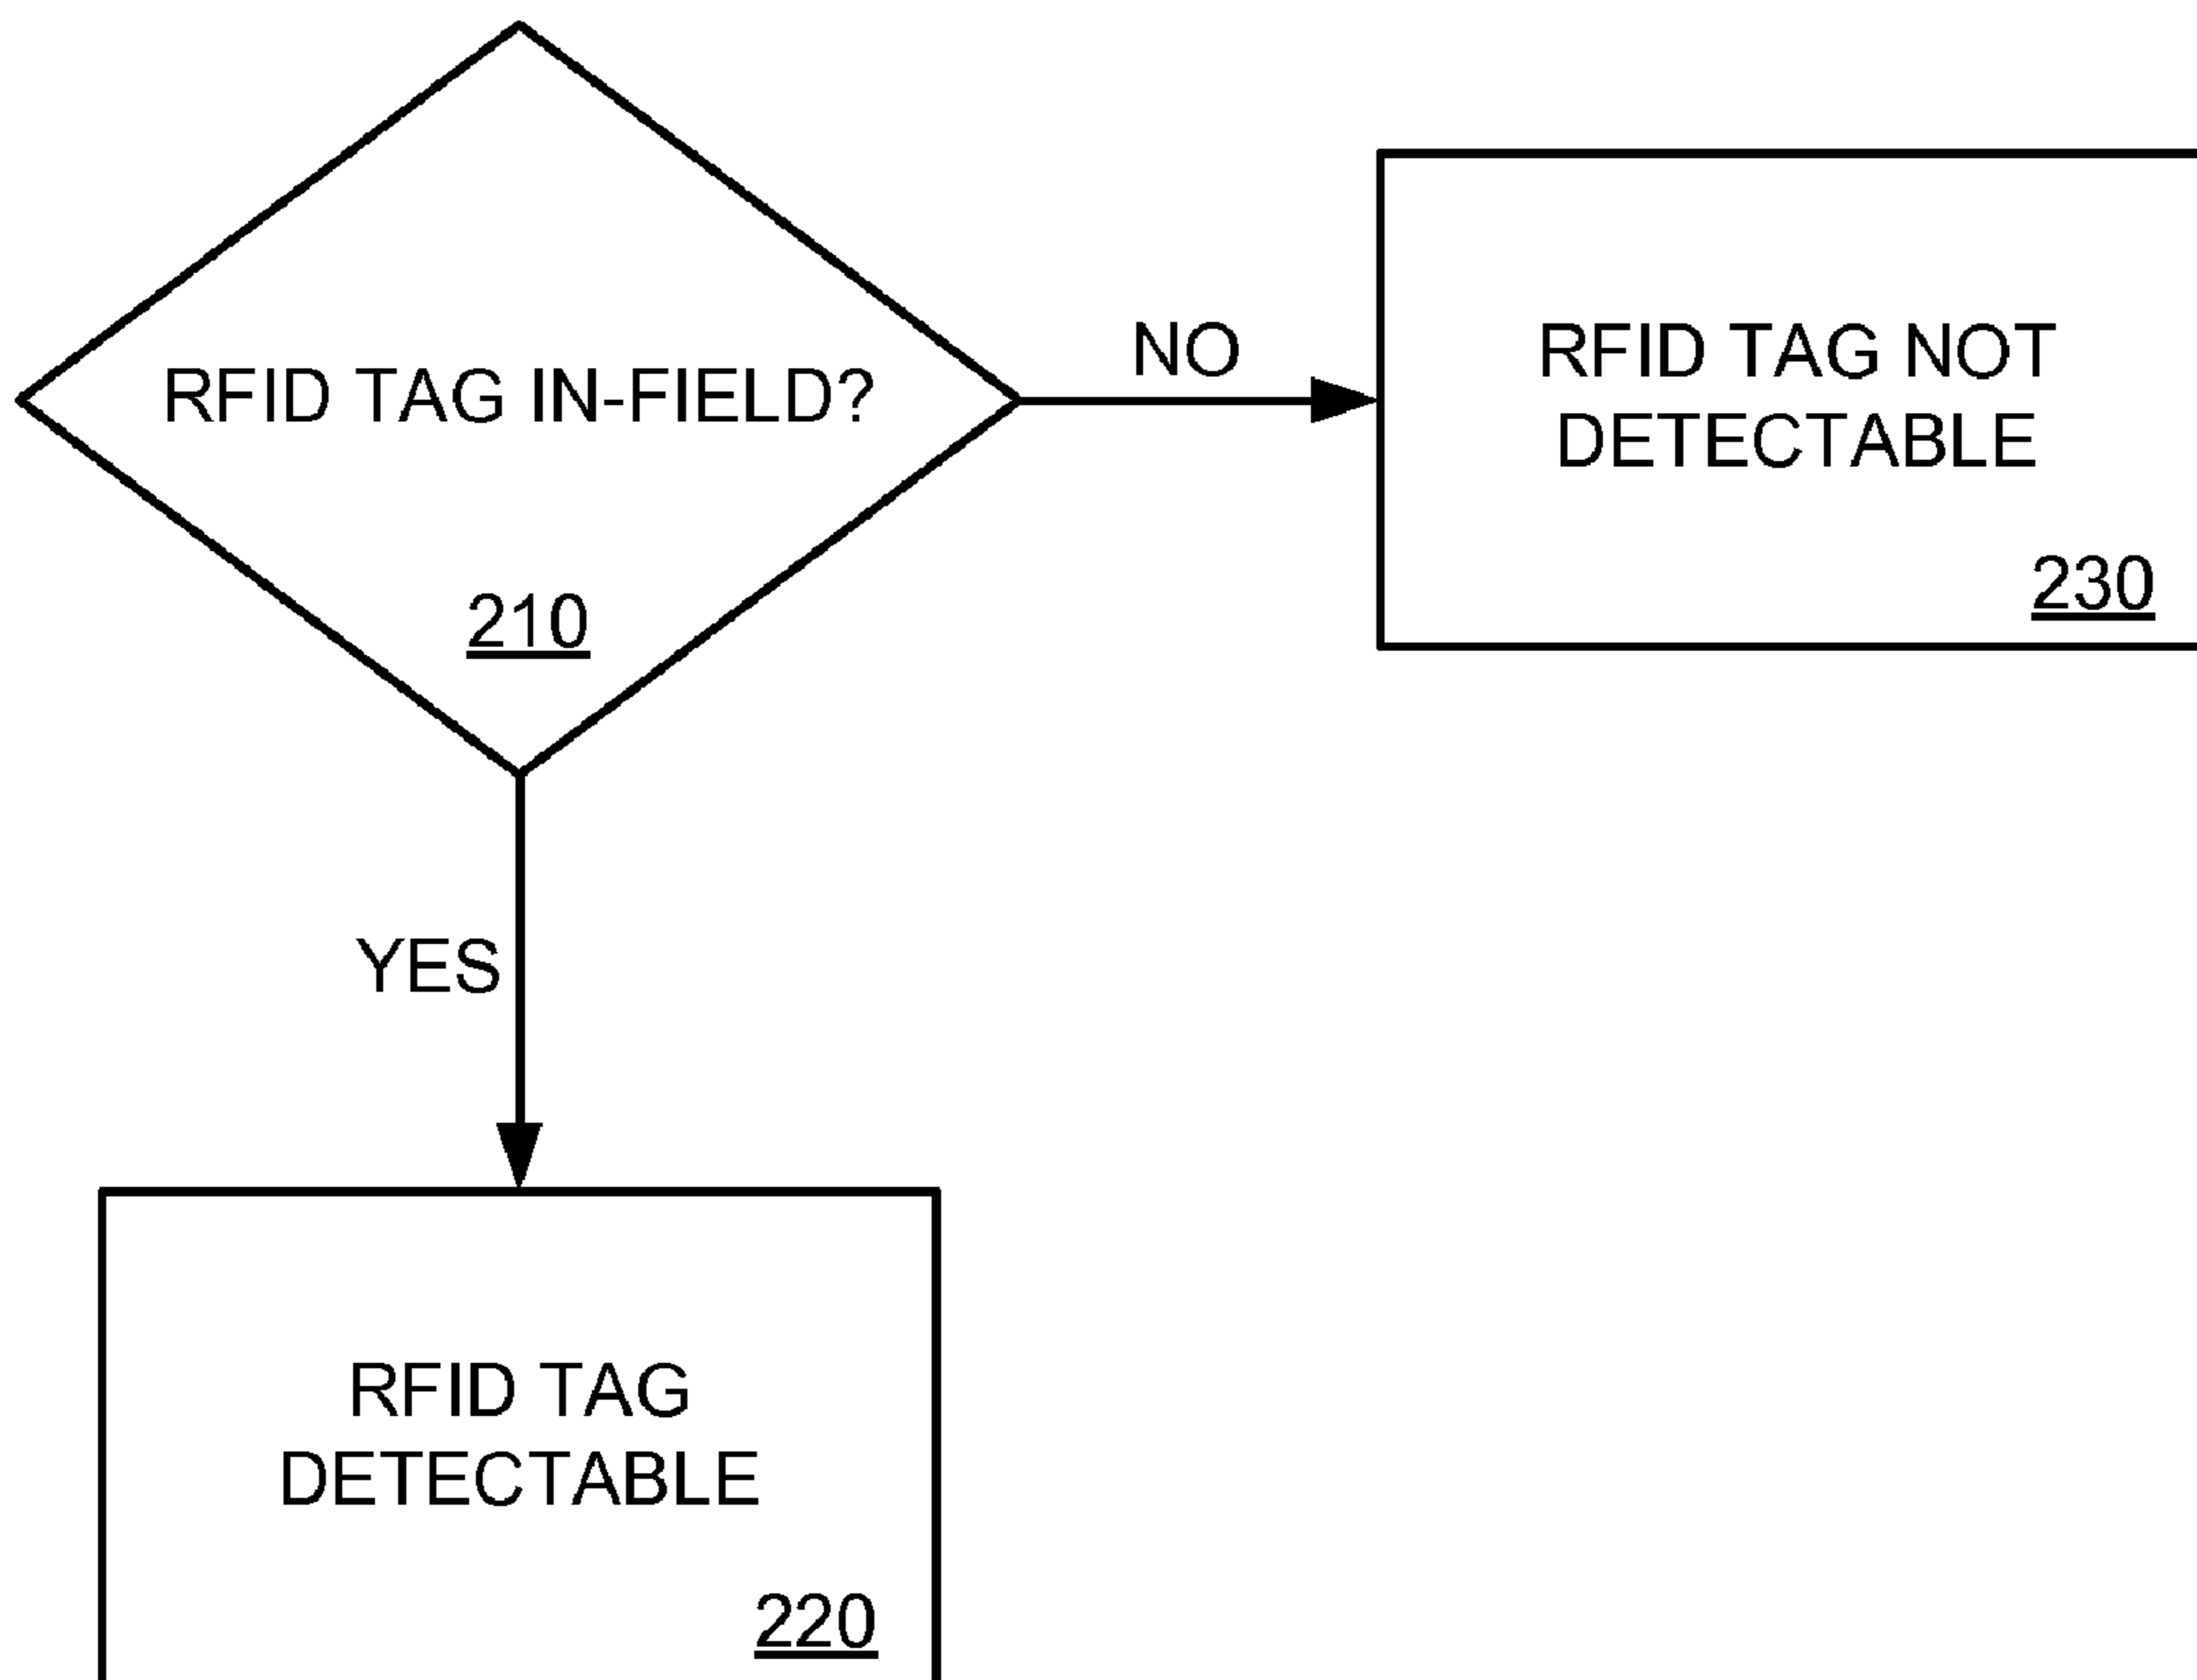 RFID TAG IN-FIELD?
210
NO
RFID TAG NOT
DETECTABLE
230
YES
RFID TAG
DETECTABLE
220